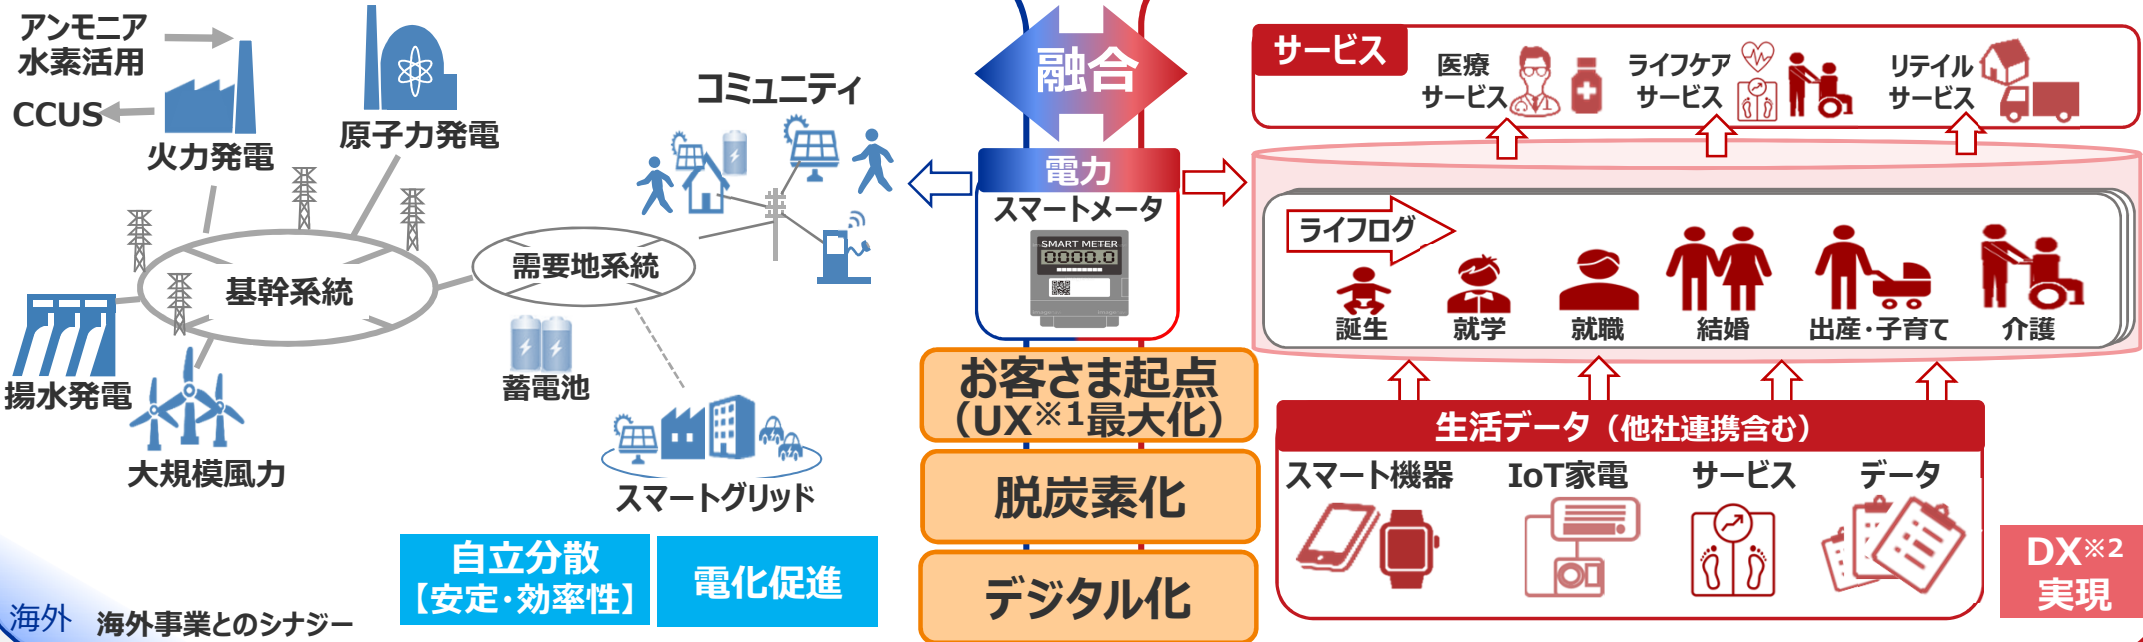 アンモニア
水素活用
CCUS
火力発電
原子力発電
コミュニティ
基幹系統
需要地系統
揚水発電
大規模風力
蓄電池
スマートグリッド
自立分散
【安定・効率性】
電化促進
海外
海外事業とのシナジー
融合
電力
スマートメータ
SMART METER
0000.0
お客さま起点
（UX※1最大化）
脱炭素化
デジタル化
サービス
医療
サービス
ライフケア
サービス
リテイル
サービス
ライフログ
誕生
就学
就職
結婚
出産・子育て
介護
生活データ（他社連携含む）
スマート機器
IoT家電
サービス
データ
DX※2
実現